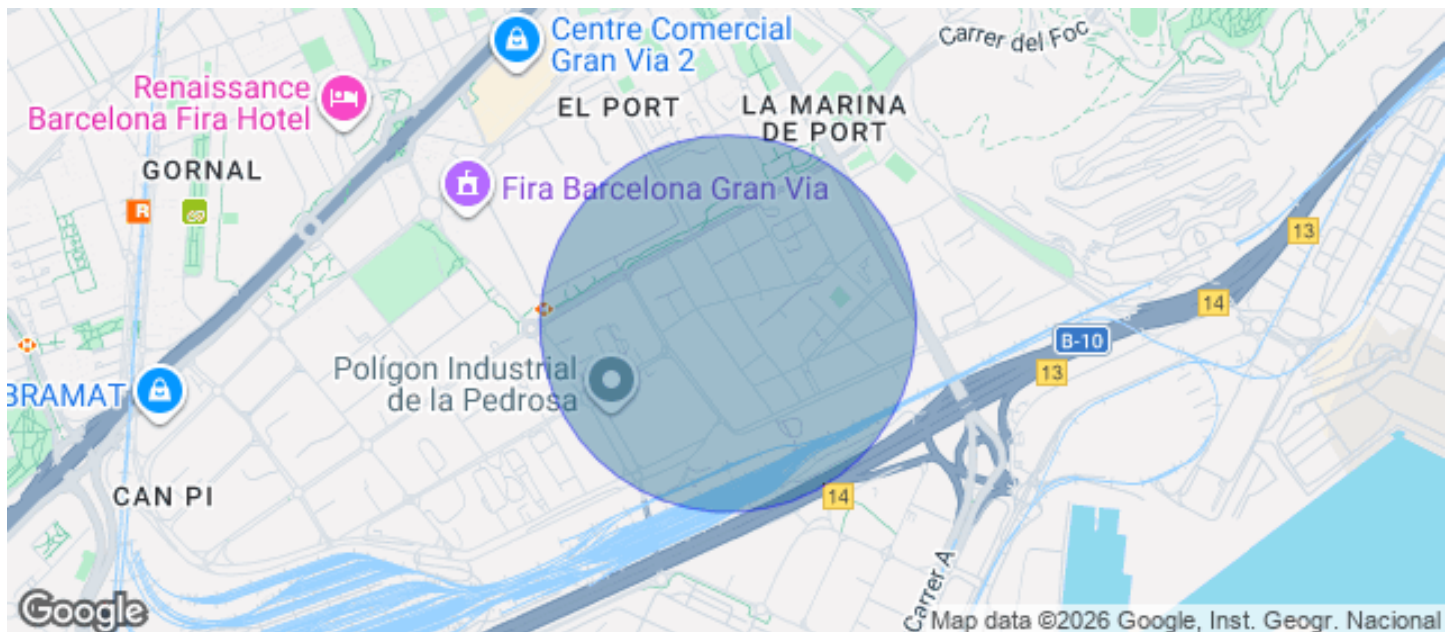 Centre Comercial
Gran Via 2
Carrer del Foc
Renaissance
Barcelona Fira Hotel
EL PORT
LA MARINA
DE PORT
GORNAL
Fira Barcelona Gran Via
R
13
14
B-10
13
Polígon Industrial
de la Pedrosa
BRAMAT
CAN PI
14
Carrer A
Google
Map data ©2026 Google, Inst. Geogr. Nacional